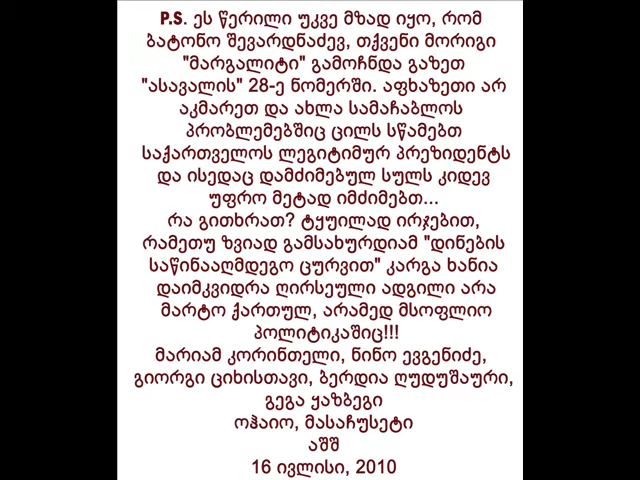 P.S. ეს წერილი უკვე მზად იყო, რომ
ბატონო შევარდნაძევ, თქვენი მორიგი
"მარგალიტი" გამოჩნდა გაზეთ
"ასავალის" 28-ე ნომერში. აფხაზეთი არ
აკმარეთ და ახლა სამაჩაბლოს
პრობლემებშიც ცილს სწამებთ
საქართველოს ლეგიტიმურ პრეზიდენტს
და ისედაც დამძიმებულ სულს კიდევ
უფრო მეტად იმძიმებთ...
რა გითხრათ? ტყუილად ირჯებით,
რამეთუ ზვიად გამსახურდიამ "დინების
საწინააღმდეგო ცურვით" კარგა ხანია
დაიმკვიდრა ღირსეული ადგილი არა
მარტო ქართულ, არამედ მსოფლიო
პოლიტიკაშიც!!!
მარიამ კორინთელი, ნინო ევგენიძე,
გიორგი ციხისთავი, ბერდია ღუდუშაური,
გეგა ყაზბეგი
ოჰაიო, მასაჩუსეტი
აშშ
16 ივლისი, 2010